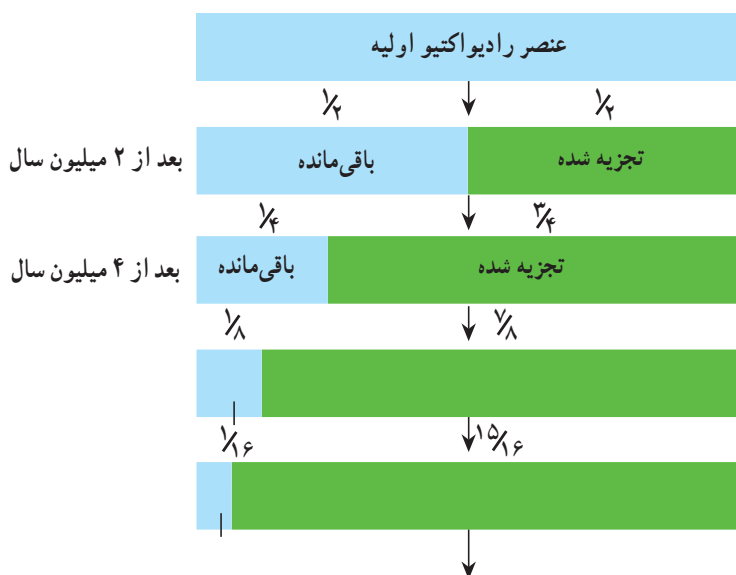 عنصر رادیواکتیو اولیه
۱/۲ ۱/۲
تجزیه شده باقی‌مانده بعد از ۲ میلیون سال
۳/۴ ۱/۴
تجزیه شده باقی‌مانده بعد از ۴ میلیون سال
۷/۸ ۱/۸
۱۵/۱۶ ۱/۱۶